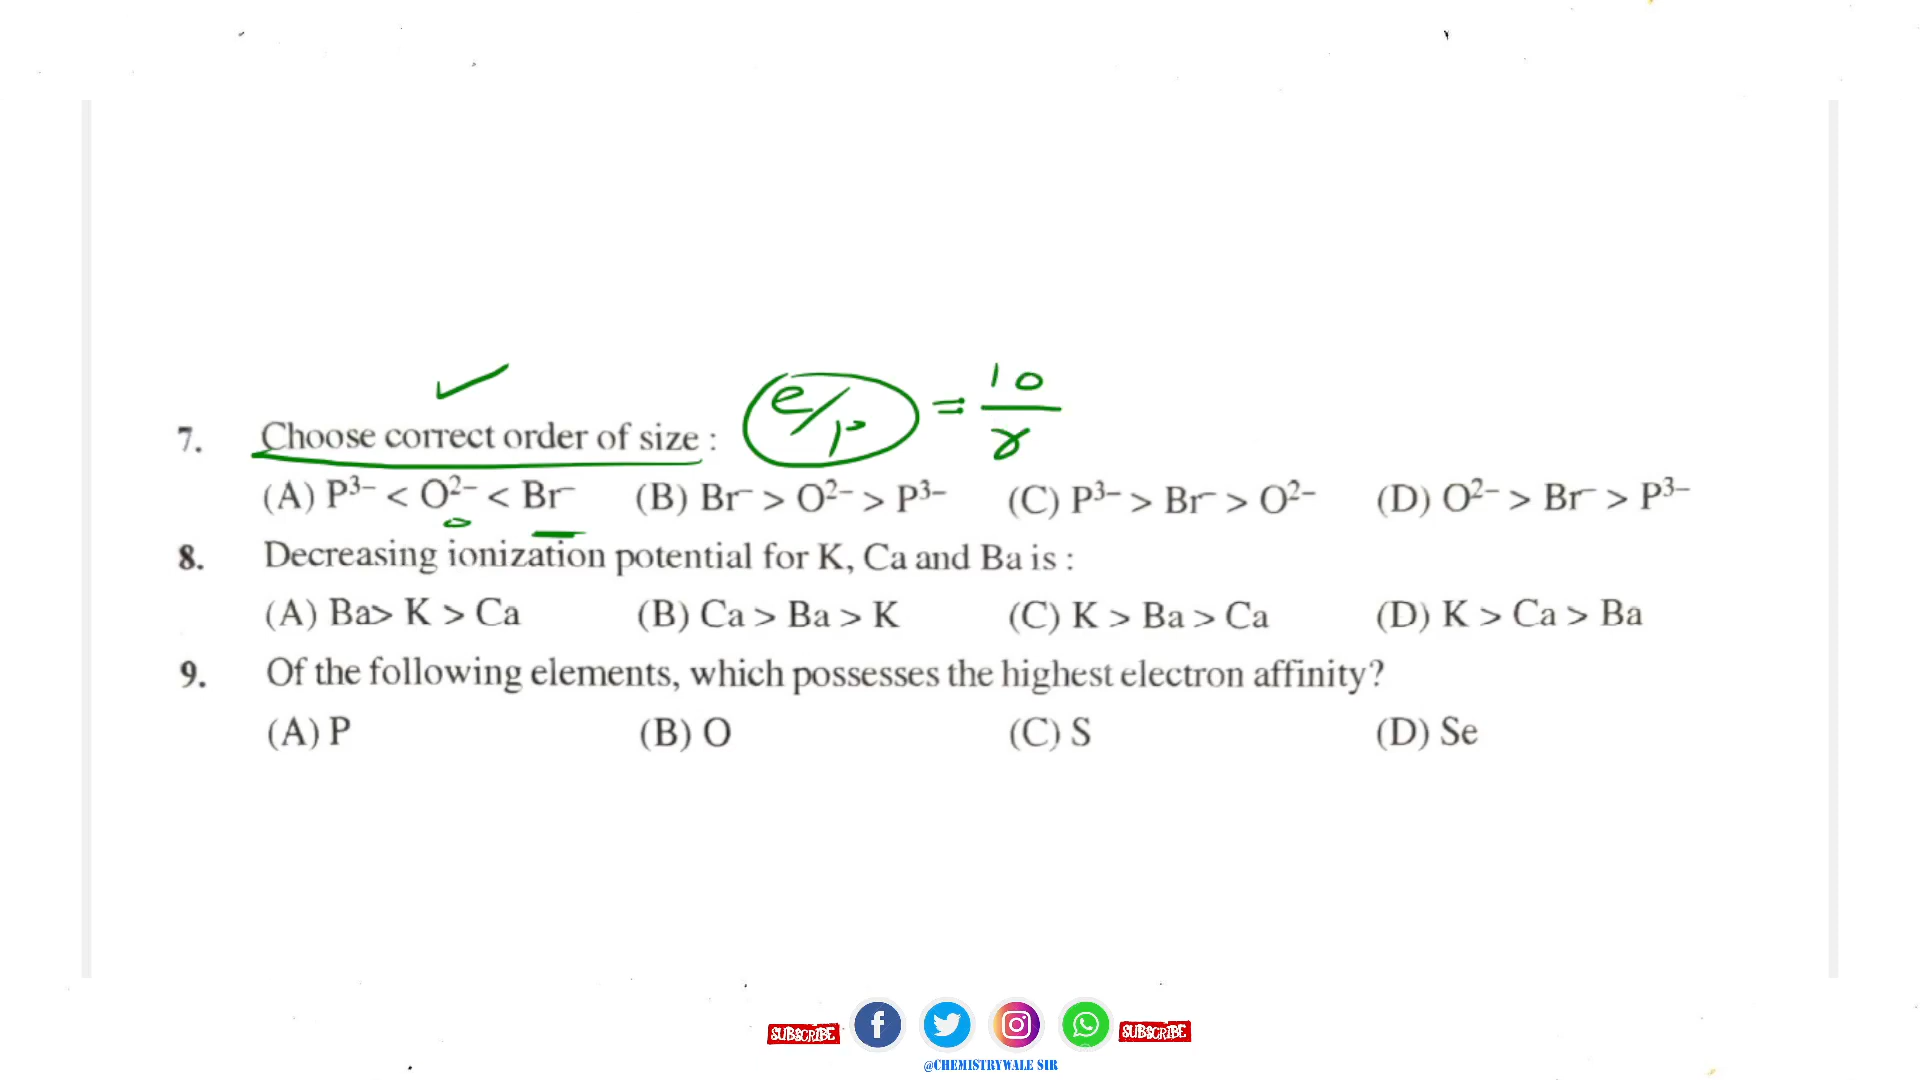 e/p = 10/8
7. Choose correct order of size :
(A) P³⁻ < O²⁻ < Br⁻ (B) Br⁻ > O²⁻ > P³⁻ (C) P³⁻ > Br⁻ > O²⁻ (D) O²⁻ > Br⁻ > P³⁻
8. Decreasing ionization potential for K, Ca and Ba is :
(A) Ba> K > Ca (B) Ca > Ba > K (C) K > Ba > Ca (D) K > Ca > Ba
9. Of the following elements, which possesses the highest electron affinity?
(A) P (B) O (C) S (D) Se
SUBSCRIBE SUBSCRIBE
@CHEMISTRYWALE SIR